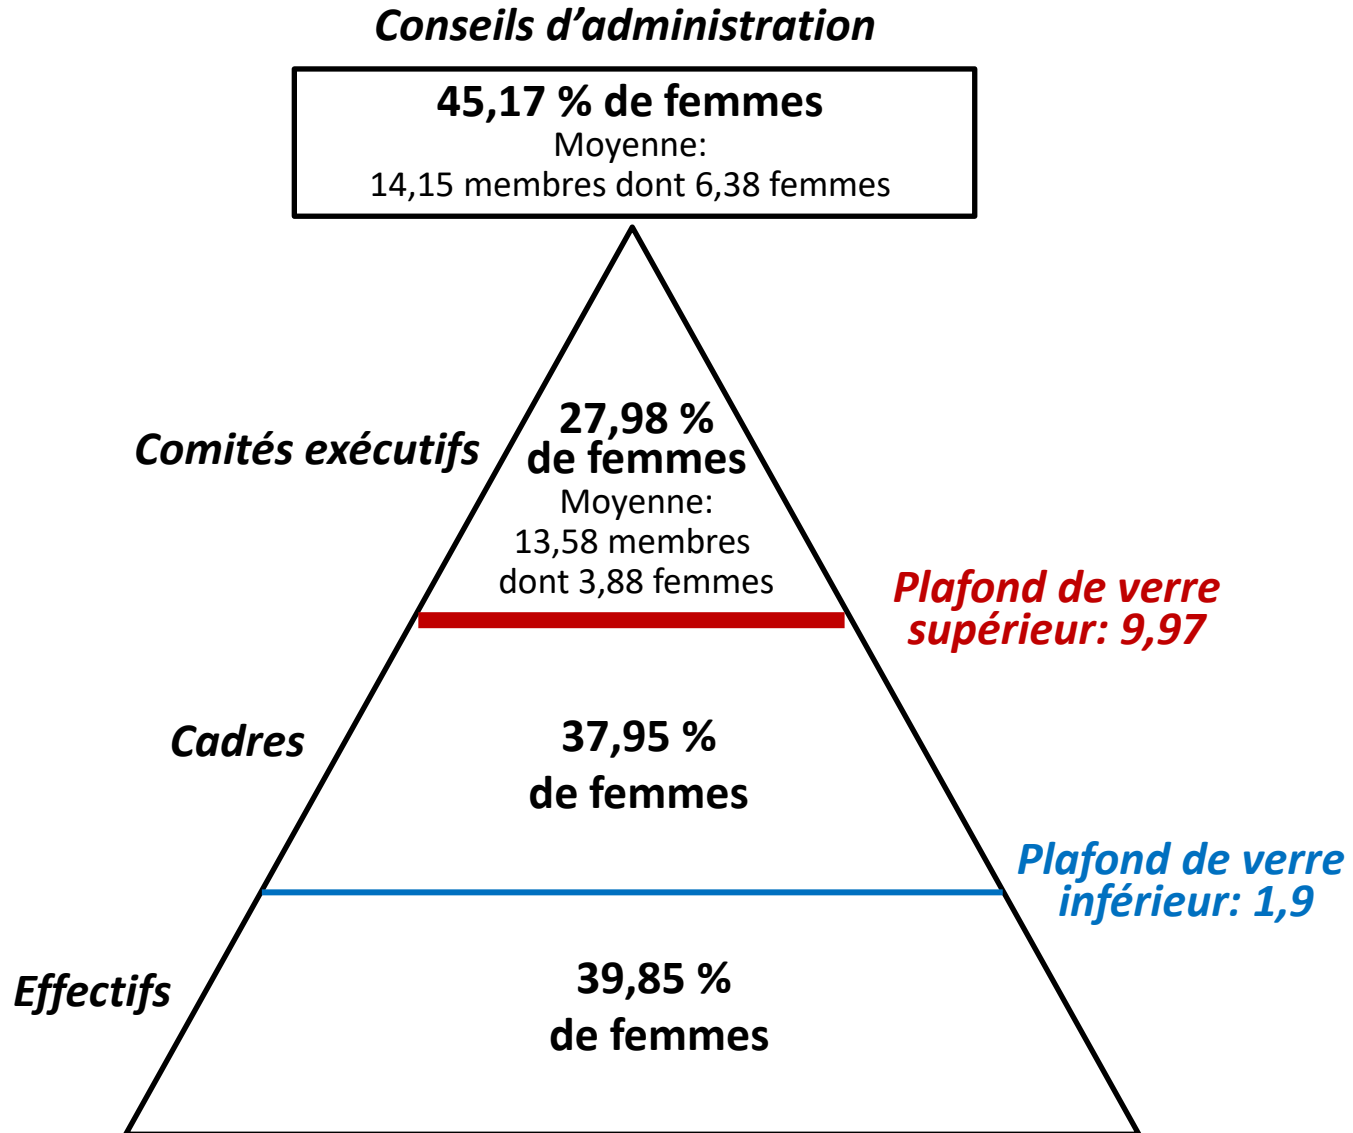 Conseils d’administration
45,17 % de femmes
Moyenne:
14,15 membres dont 6,38 femmes
Comités exécutifs
27,98 %
de femmes
Moyenne:
13,58 membres
dont 3,88 femmes
Plafond de verre
supérieur: 9,97
Cadres
37,95 %
de femmes
Plafond de verre
inférieur: 1,9
Effectifs
39,85 %
de femmes